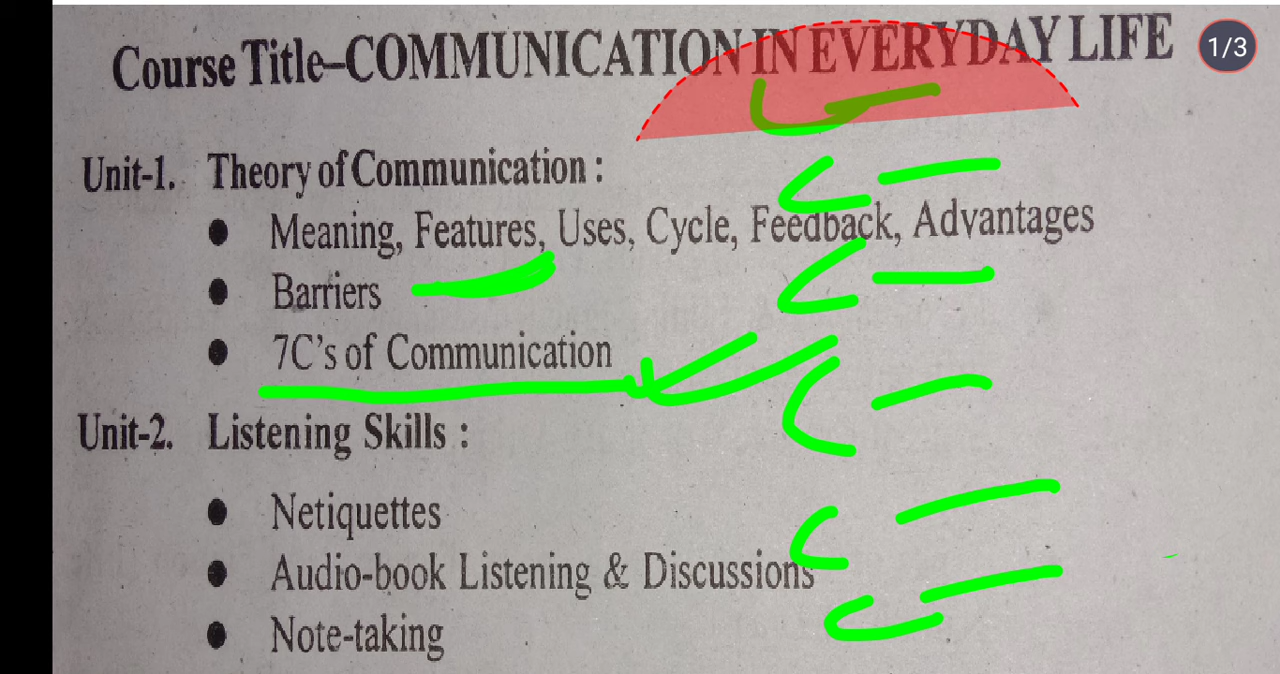 Course Title–COMMUNICATION IN EVERYDAY LIFE
1/3
Unit-1. Theory of Communication :
● Meaning, Features, Uses, Cycle, Feedback, Advantages
● Barriers
● 7C's of Communication
Unit-2. Listening Skills :
● Netiquettes
● Audio-book Listening & Discussions
● Note-taking